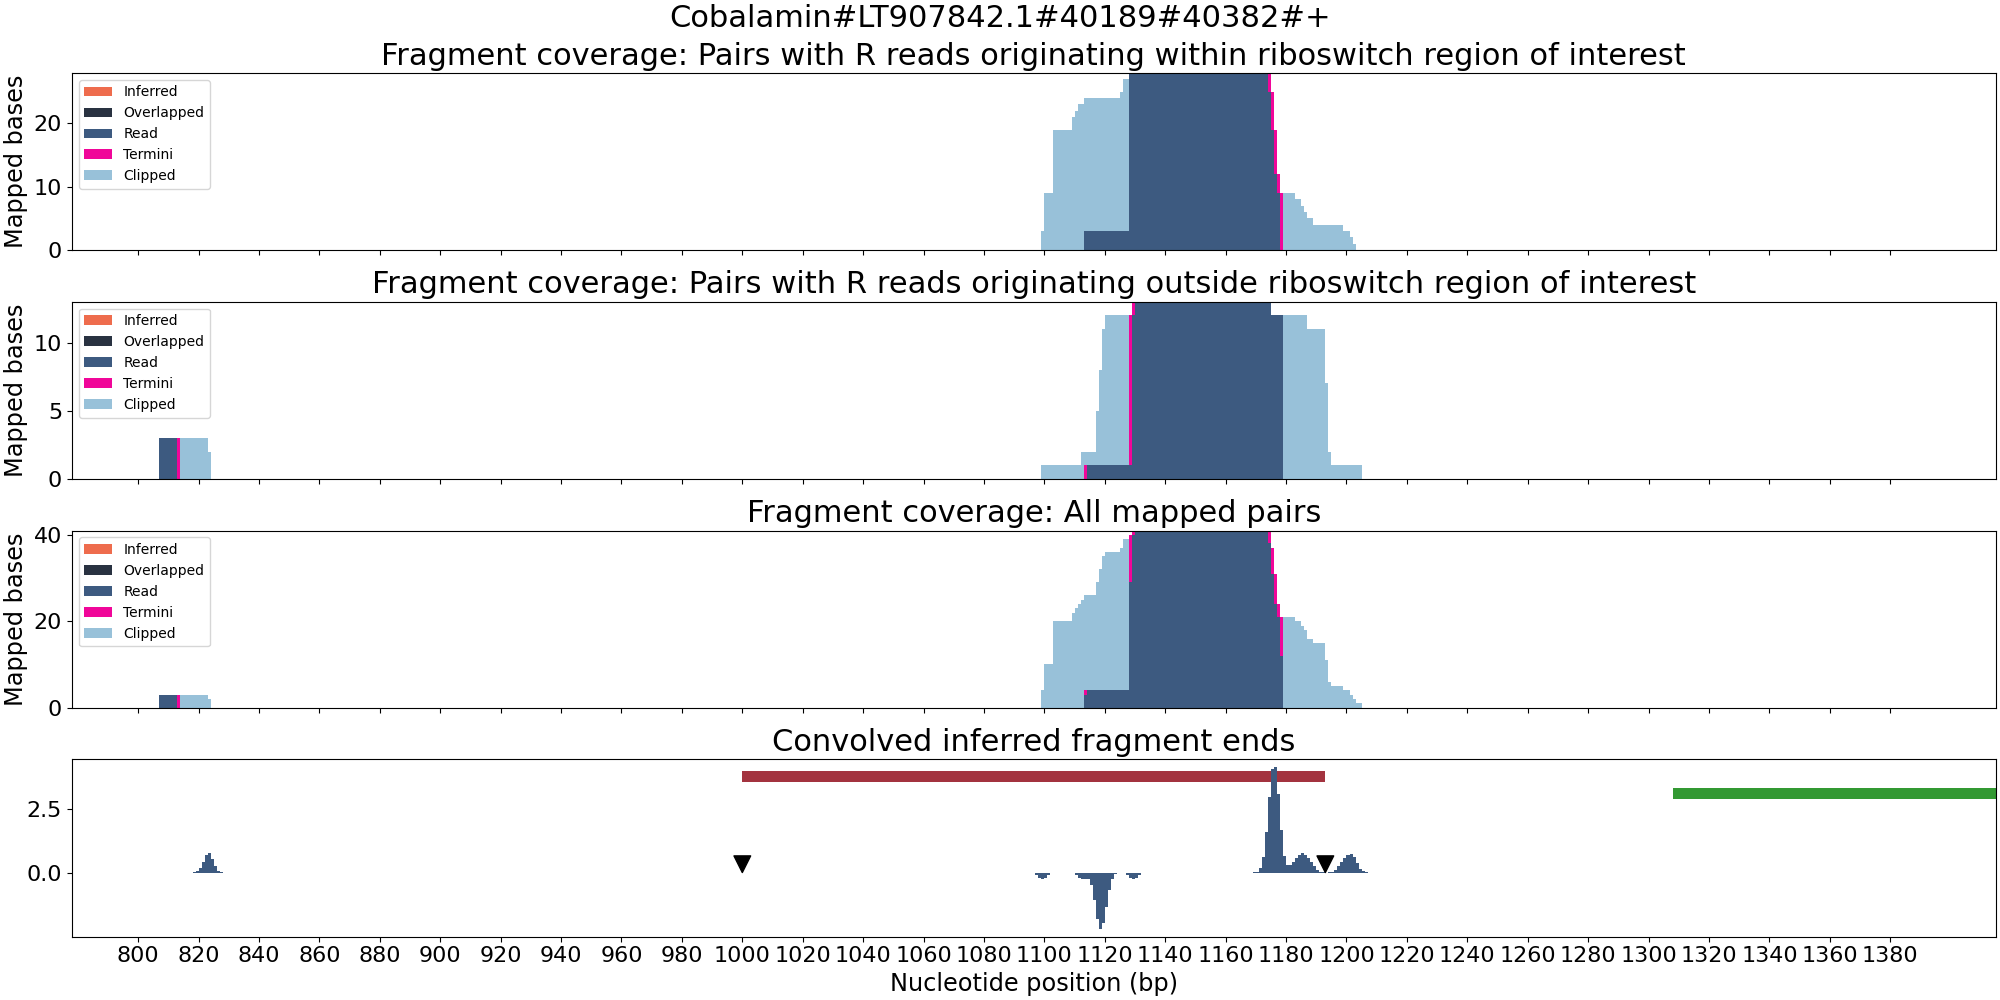 Cobalamin#LT907842.1#40189#40382#+
Fragment coverage: Pairs with R reads originating within riboswitch region of interest
Mapped bases
20
10
0
Inferred
Overlapped
Read
Termini
Clipped
Fragment coverage: Pairs with R reads originating outside riboswitch region of interest
Mapped bases
10
5
0
Inferred
Overlapped
Read
Termini
Clipped
Fragment coverage: All mapped pairs
Mapped bases
40
20
0
Inferred
Overlapped
Read
Termini
Clipped
Convolved inferred fragment ends
2.5
0.0
800 820 840 860 880 900 920 940 960 980 1000 1020 1040 1060 1080 1100 1120 1140 1160 1180 1200 1220 1240 1260 1280 1300 1320 1340 1360 1380
Nucleotide position (bp)